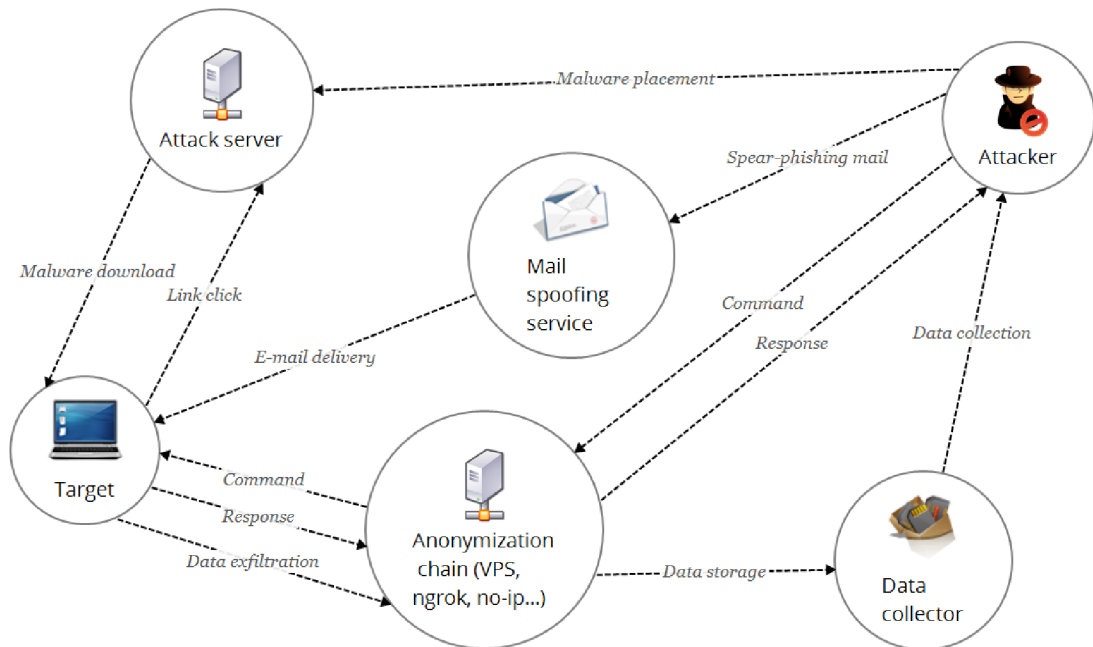 Malware placement
Attack server
Attacker
Spear-phishing mail
Mail
spoofing
service
Malware download
Link click
Command
Response
Data collection
E-mail delivery
Target
Command
Response
Data exfiltration
Anonymization
chain (VPS,
ngrok, no-ip...)
Data storage
Data
collector